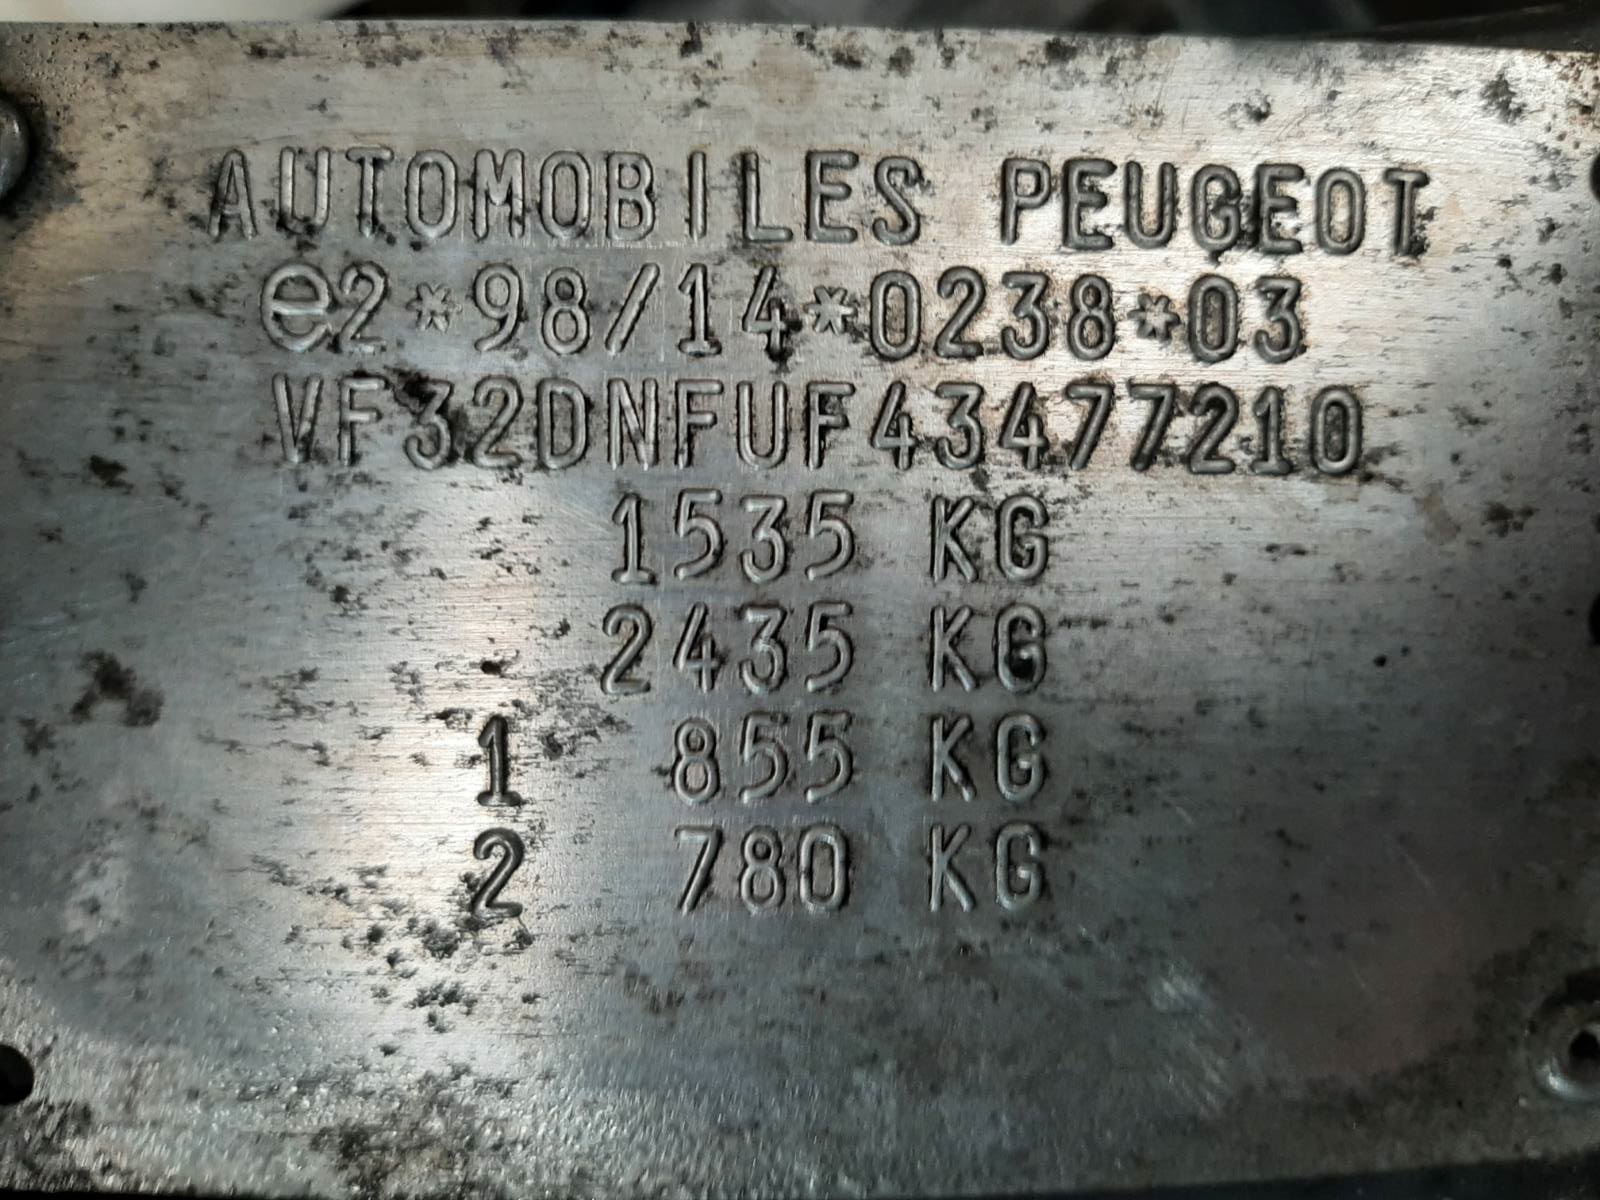 AUTOMOBILES PEUGEOT
e2*98/14*0238*03
VF32DNFUF43477210
1535 KG
2435 KG
1 855 KG
2 780 KG